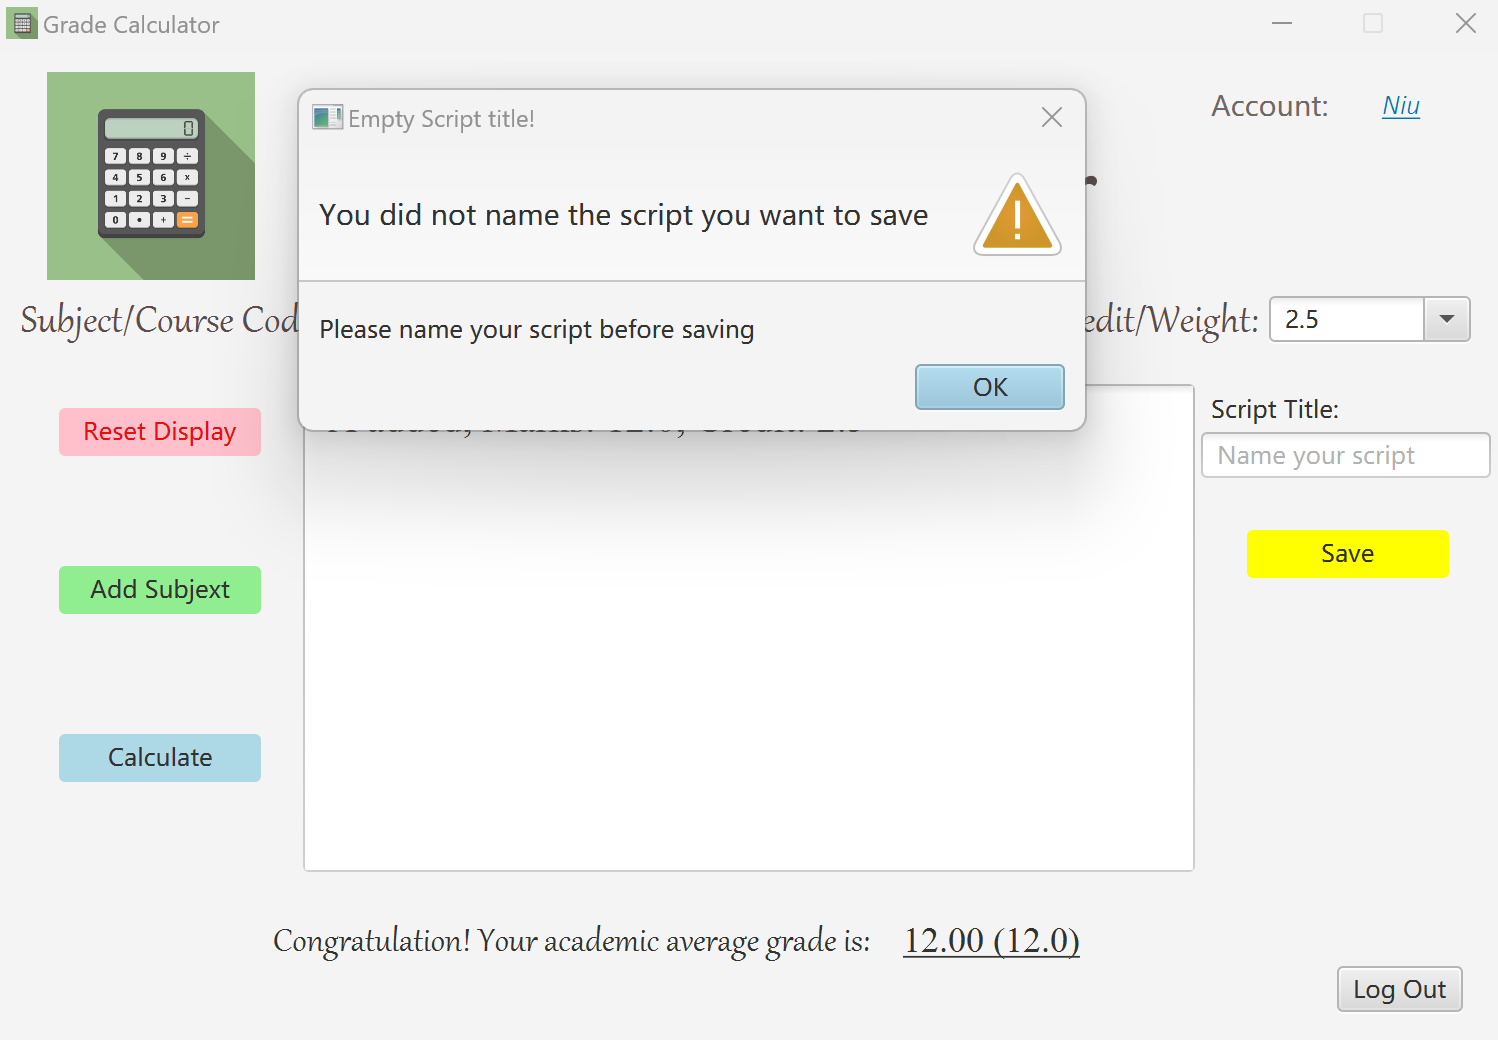 Grade Calculator
Empty Script title!
Account: Niu
You did not name the script you want to save
Subject/Course Cod
edit/Weight: 2.5
Please name your script before saving
OK
Reset Display
Script Title:
Name your script
Save
Add Subjext
Calculate
Congratulation! Your academic average grade is: 12.00 (12.0)
Log Out
0
7 8 9 ÷
4 5 6 x
1 2 3 −
0 • + =